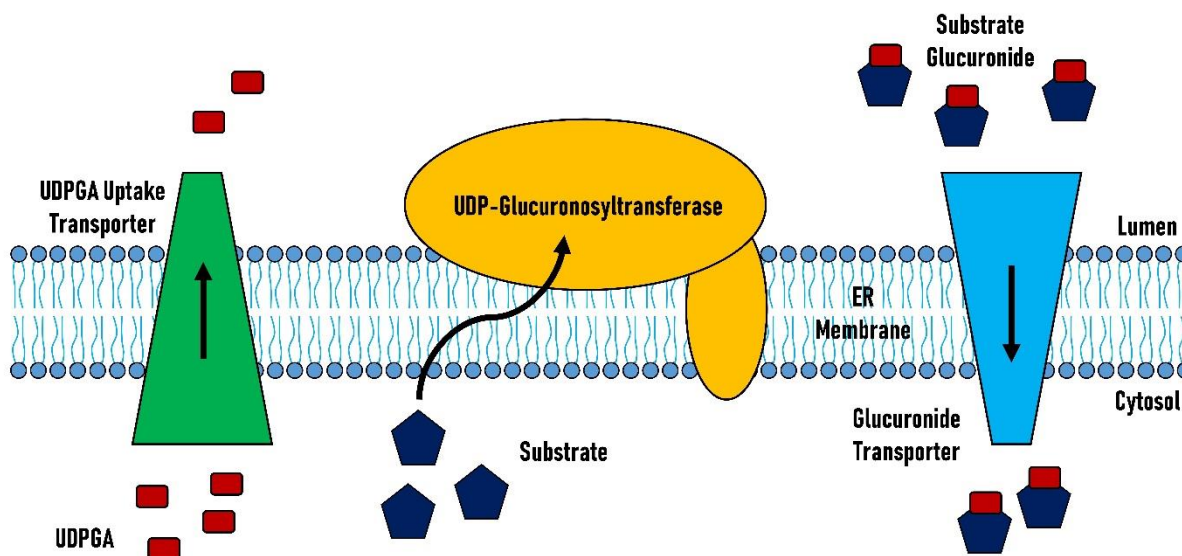 Substrate
Glucuronide
UDPGA Uptake
Transporter
UDP-Glucuronosyltransferase
Lumen
ER
Membrane
Cytosol
Glucuronide
Transporter
Substrate
UDPGA